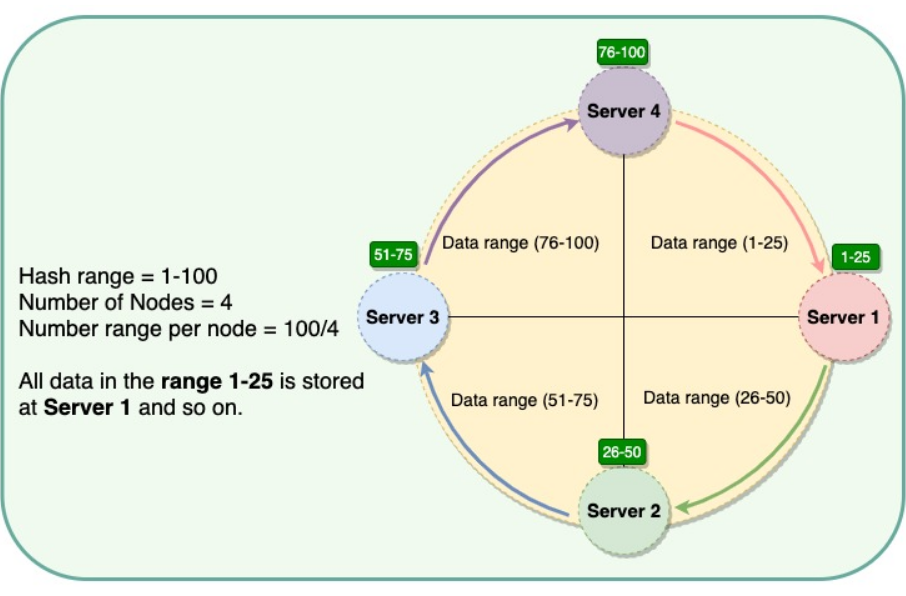 76-100
Server 4
Data range (76-100)
Data range (1-25)
51-75
1-25
Hash range = 1-100
Number of Nodes = 4
Number range per node = 100/4
Server 3
Server 1
All data in the range 1-25 is stored
at Server 1 and so on.
Data range (51-75)
Data range (26-50)
26-50
Server 2